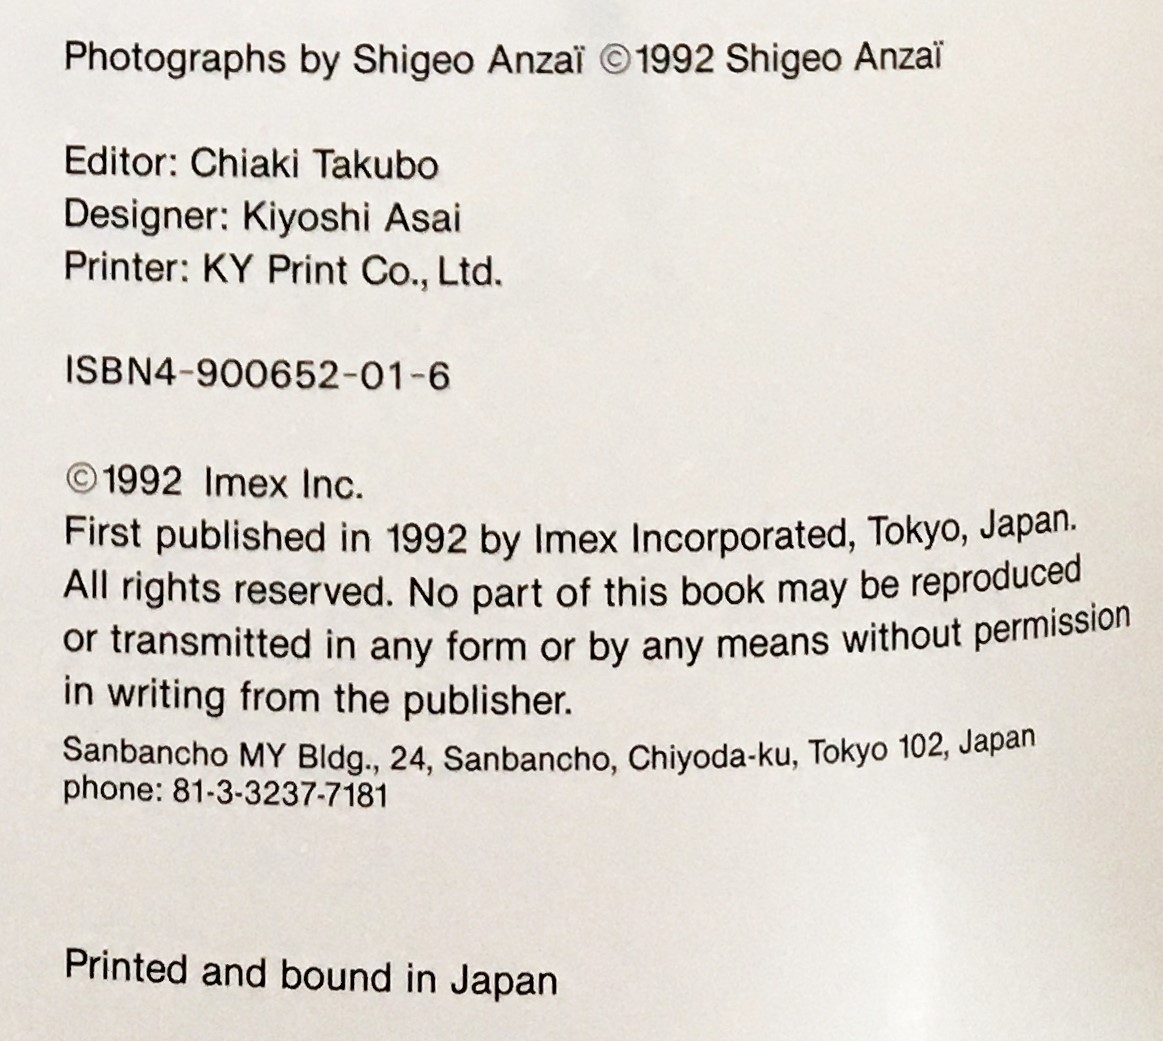 Photographs by Shigeo Anzaï ©1992 Shigeo Anzaï
Editor: Chiaki Takubo
Designer: Kiyoshi Asai
Printer: KY Print Co., Ltd.
ISBN4-900652-01-6
©1992 Imex Inc.
First published in 1992 by Imex Incorporated, Tokyo, Japan.
All rights reserved. No part of this book may be reproduced
or transmitted in any form or by any means without permission
in writing from the publisher.
Sanbancho MY Bldg., 24, Sanbancho, Chiyoda-ku, Tokyo 102, Japan
phone: 81-3-3237-7181
Printed and bound in Japan